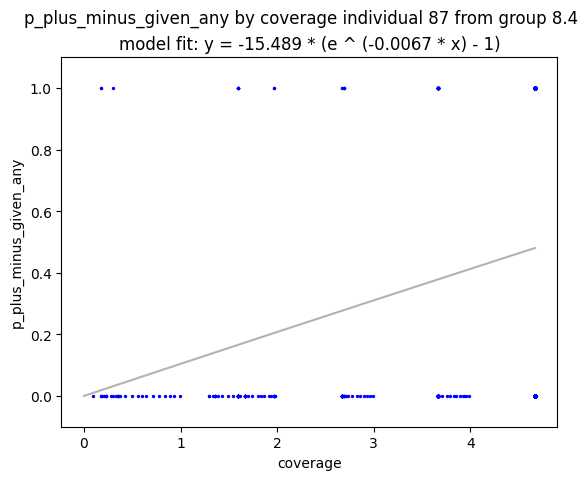 p_plus_minus_given_any by coverage individual 87 from group 8.4
model fit: y = -15.489 * (e ^ (-0.0067 * x) - 1)
1.0
0.8
0.6
0.4
0.2
0.0
p_plus_minus_given_any
0 1 2 3 4
coverage